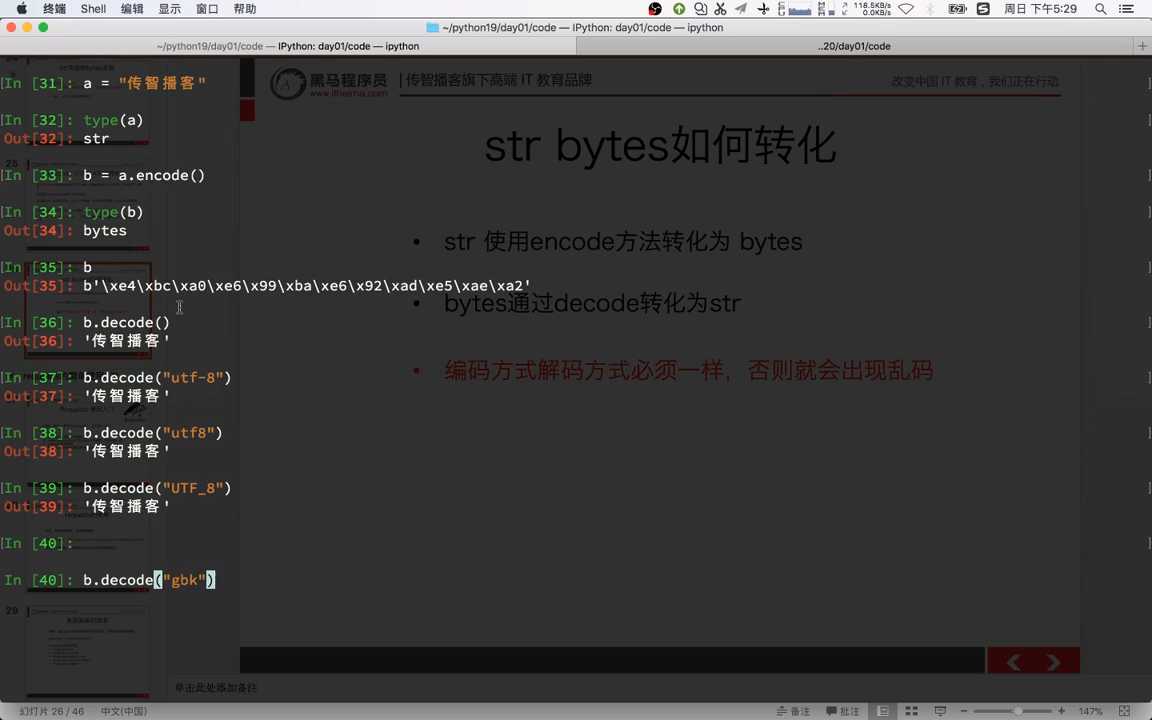 终端 Shell 编辑 显示 窗口 帮助 118.5KB/s 0.0KB/s 周日 下午5:29
~/python19/day01/code — IPython: day01/code — ipython
~/python19/day01/code — IPython: day01/code — ipython
..20/day01/code
In [31]: a = "传智播客"
In [32]: type(a)
Out[32]: str
25
In [33]: b = a.encode()
In [34]: type(b)
Out[34]: bytes
In [35]: b
Out[35]: b'\xe4\xbc\xa0\xe6\x99\xba\xe6\x92\xad\xe5\xae\xa2'
In [36]: b.decode()
Out[36]: '传智播客'
In [37]: b.decode("utf-8")
Out[37]: '传智播客'
In [38]: b.decode("utf8")
Out[38]: '传智播客'
In [39]: b.decode("UTF_8")
Out[39]: '传智播客'
In [40]:
In [40]: b.decode("gbk")
29
黑马程序员
www.itheima.com
传智播客旗下高端 IT 教育品牌
改变中国 IT 教育，我们正在行动
str bytes如何转化
• str 使用encode方法转化为 bytes
• bytes通过decode转化为str
• 编码方式解码方式必须一样，否则就会出现乱码
单击此处添加备注
幻灯片 26 / 46 中文(中国) 备注 批注 147%